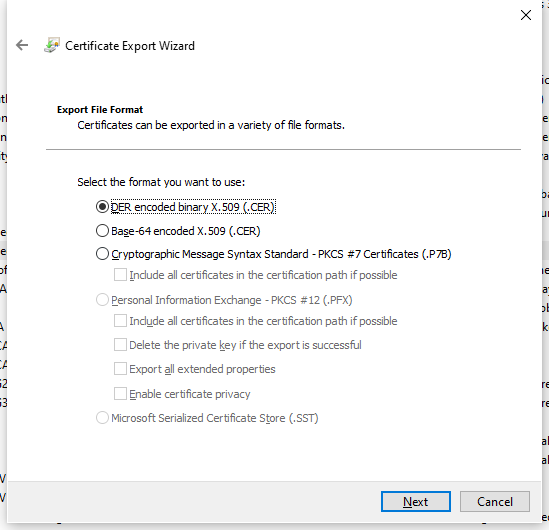 Certificate Export Wizard
Export File Format
Certificates can be exported in a variety of file formats.
Select the format you want to use:
DER encoded binary X.509 (.CER)
Base-64 encoded X.509 (.CER)
Cryptographic Message Syntax Standard - PKCS #7 Certificates (.P7B)
Include all certificates in the certification path if possible
Personal Information Exchange - PKCS #12 (.PFX)
Include all certificates in the certification path if possible
Delete the private key if the export is successful
Export all extended properties
Enable certificate privacy
Microsoft Serialized Certificate Store (.SST)
Next
Cancel